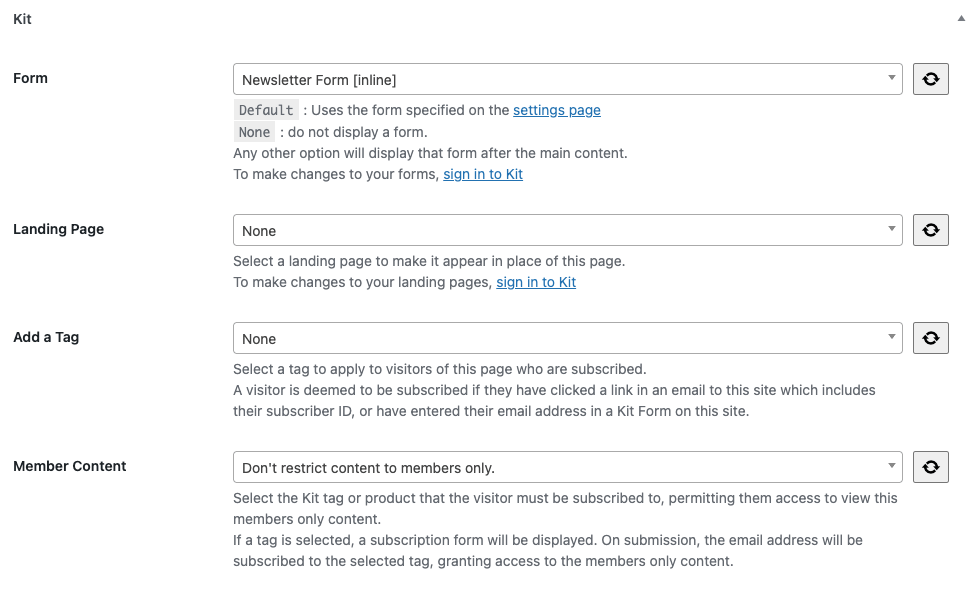 Kit
Form
Newsletter Form [inline]
Default : Uses the form specified on the settings page
None : do not display a form.
Any other option will display that form after the main content.
To make changes to your forms, sign in to Kit
Landing Page
None
Select a landing page to make it appear in place of this page.
To make changes to your landing pages, sign in to Kit
Add a Tag
None
Select a tag to apply to visitors of this page who are subscribed.
A visitor is deemed to be subscribed if they have clicked a link in an email to this site which includes
their subscriber ID, or have entered their email address in a Kit Form on this site.
Member Content
Don't restrict content to members only.
Select the Kit tag or product that the visitor must be subscribed to, permitting them access to view this
members only content.
If a tag is selected, a subscription form will be displayed. On submission, the email address will be
subscribed to the selected tag, granting access to the members only content.